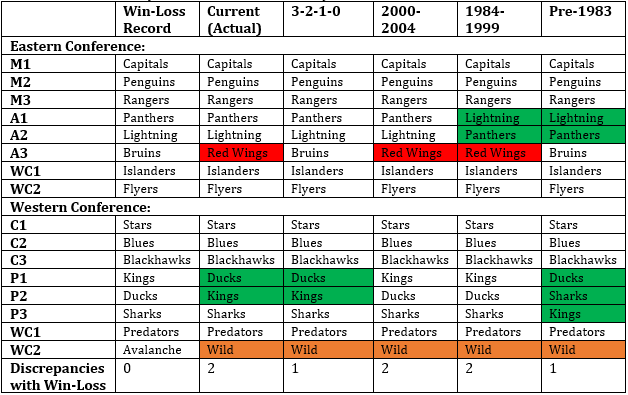 Win-Loss Record Current (Actual) 3-2-1-0 2000-2004 1984-1999 Pre-1983
Eastern Conference:
M1 Capitals Capitals Capitals Capitals Capitals Capitals
M2 Penguins Penguins Penguins Penguins Penguins Penguins
M3 Rangers Rangers Rangers Rangers Rangers Rangers
A1 Panthers Panthers Panthers Panthers Lightning Lightning
A2 Lightning Lightning Lightning Lightning Panthers Panthers
A3 Bruins Red Wings Bruins Red Wings Red Wings Bruins
WC1 Islanders Islanders Islanders Islanders Islanders Islanders
WC2 Flyers Flyers Flyers Flyers Flyers Flyers
Western Conference:
C1 Stars Stars Stars Stars Stars Stars
C2 Blues Blues Blues Blues Blues Blues
C3 Blackhawks Blackhawks Blackhawks Blackhawks Blackhawks Blackhawks
P1 Kings Ducks Ducks Kings Kings Ducks
P2 Ducks Kings Kings Ducks Ducks Sharks
P3 Sharks Sharks Sharks Sharks Sharks Kings
WC1 Predators Predators Predators Predators Predators Predators
WC2 Avalanche Wild Wild Wild Wild Wild
Discrepancies with Win-Loss 0 2 1 2 2 1